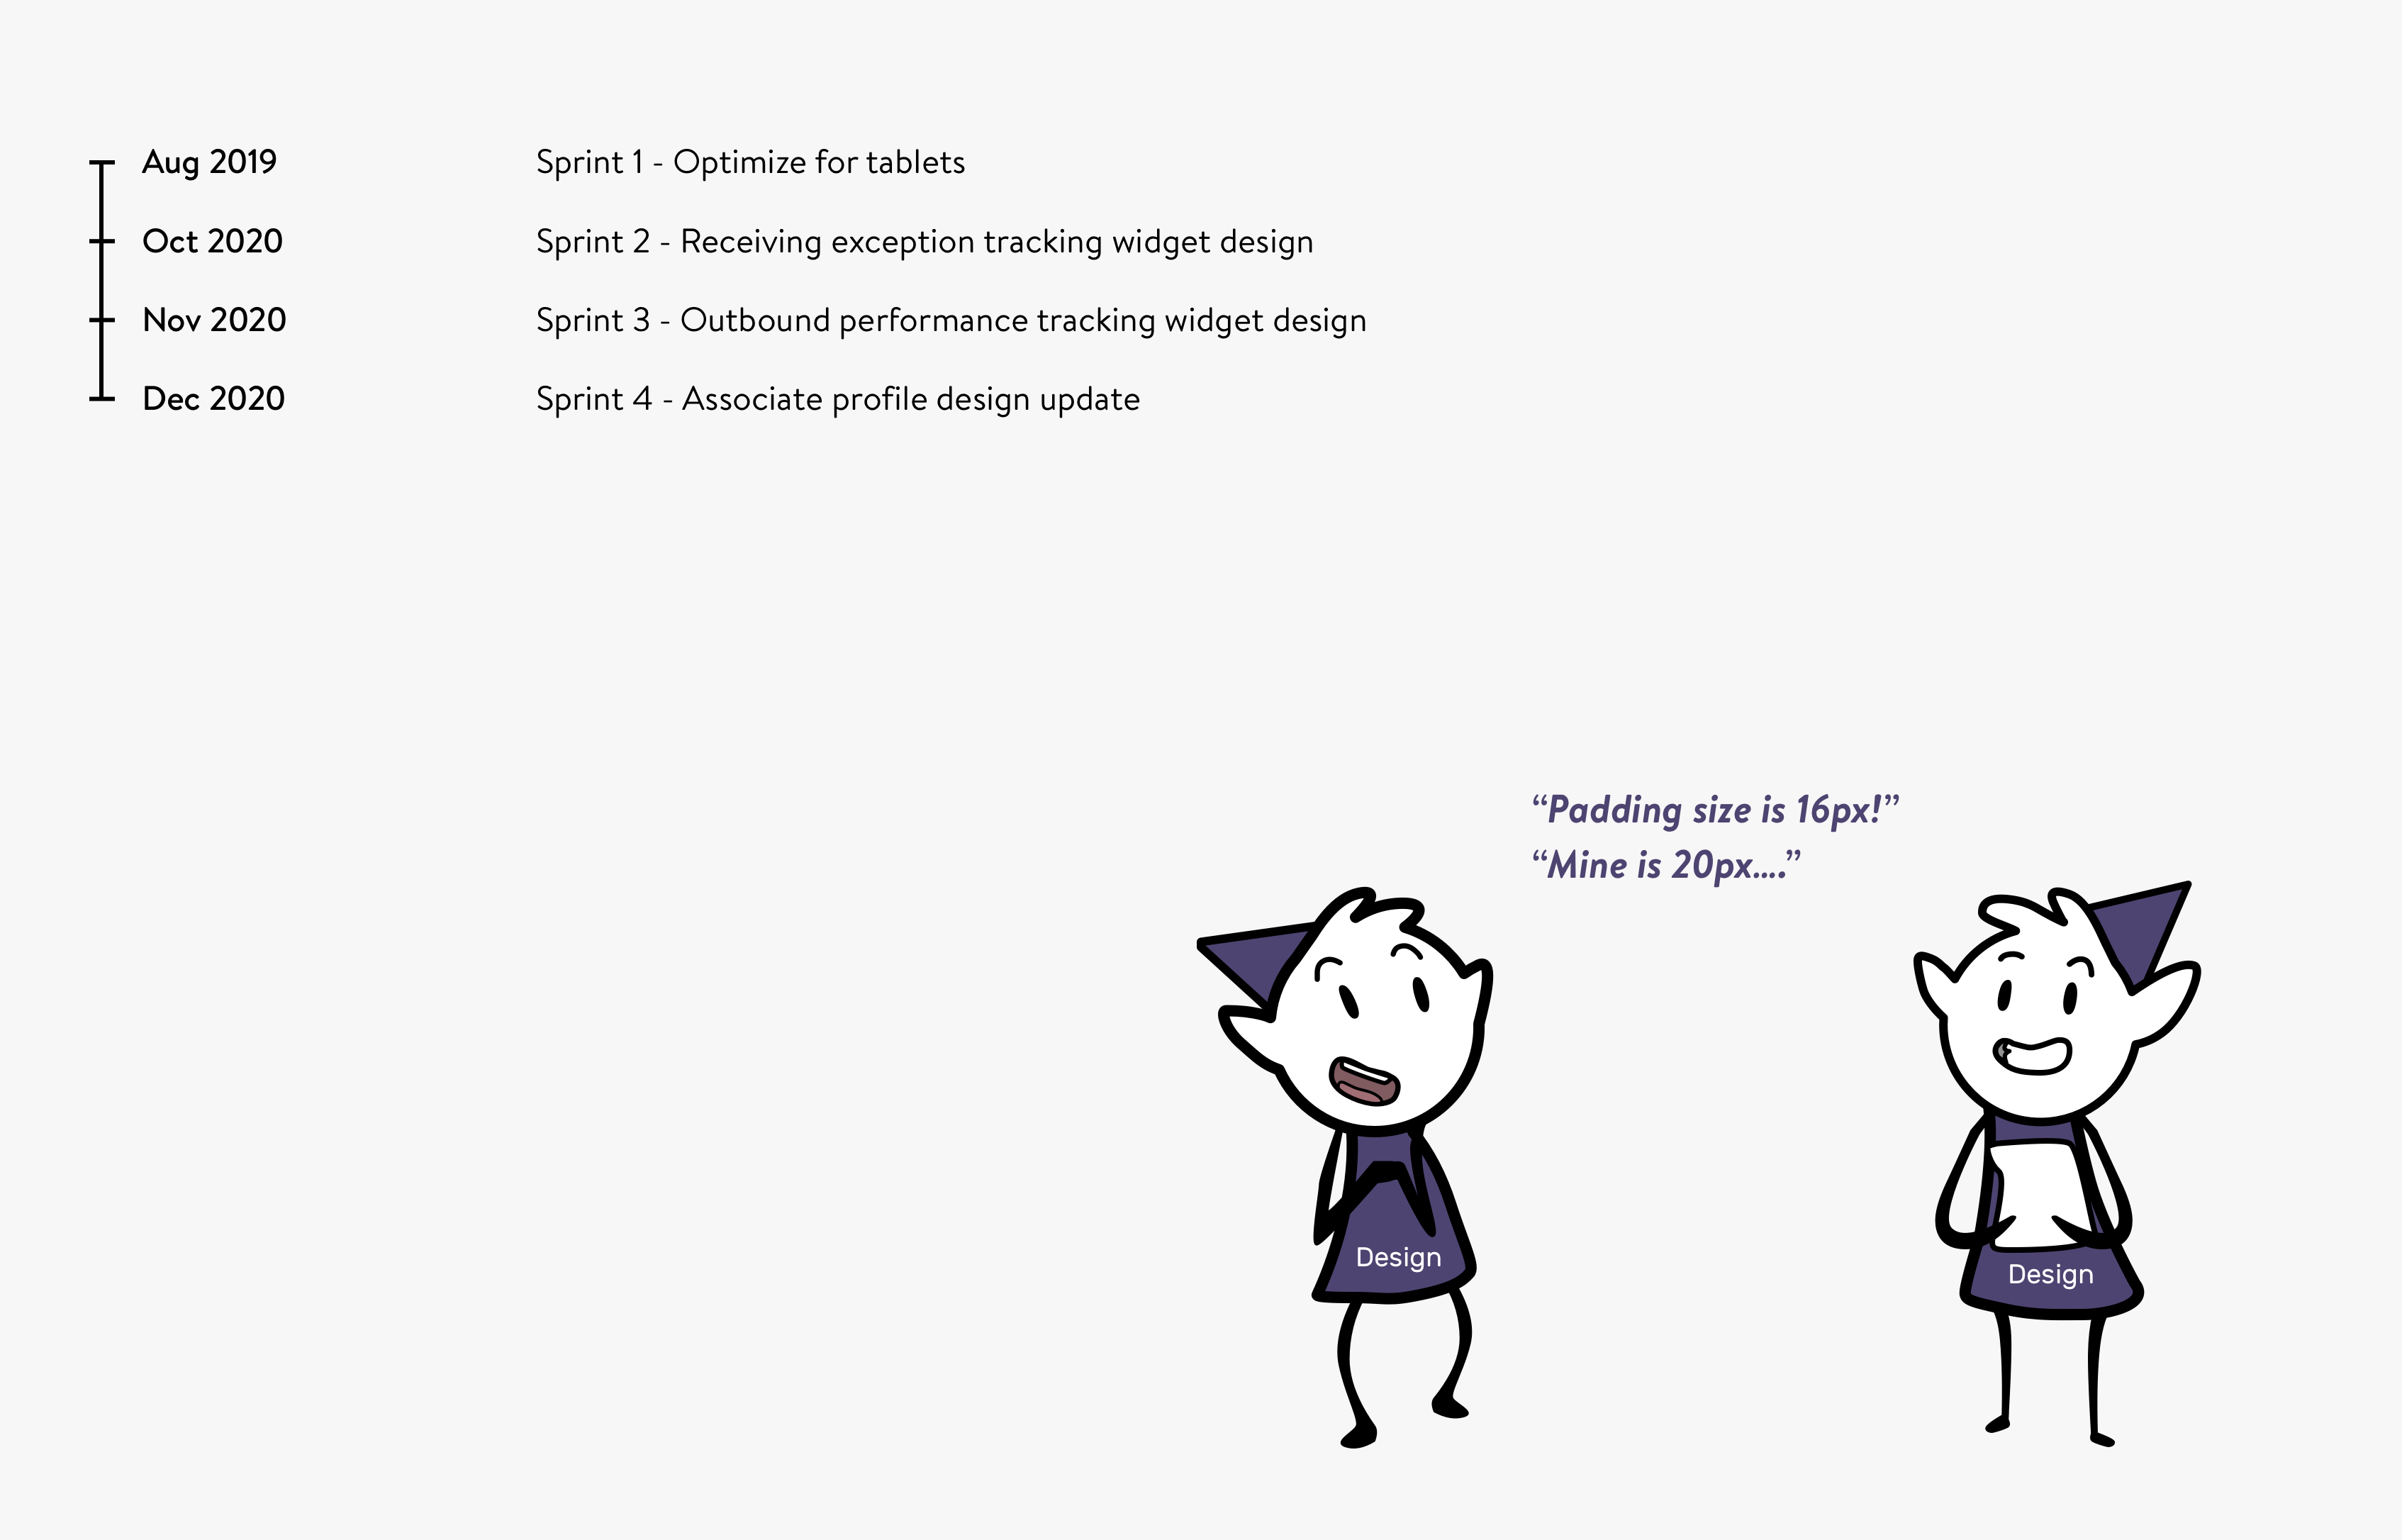 Aug 2019 Sprint 1 - Optimize for tablets
Oct 2020 Sprint 2 - Receiving exception tracking widget design
Nov 2020 Sprint 3 - Outbound performance tracking widget design
Dec 2020 Sprint 4 - Associate profile design update
“Padding size is 16px!”
“Mine is 20px....”
Design
Design